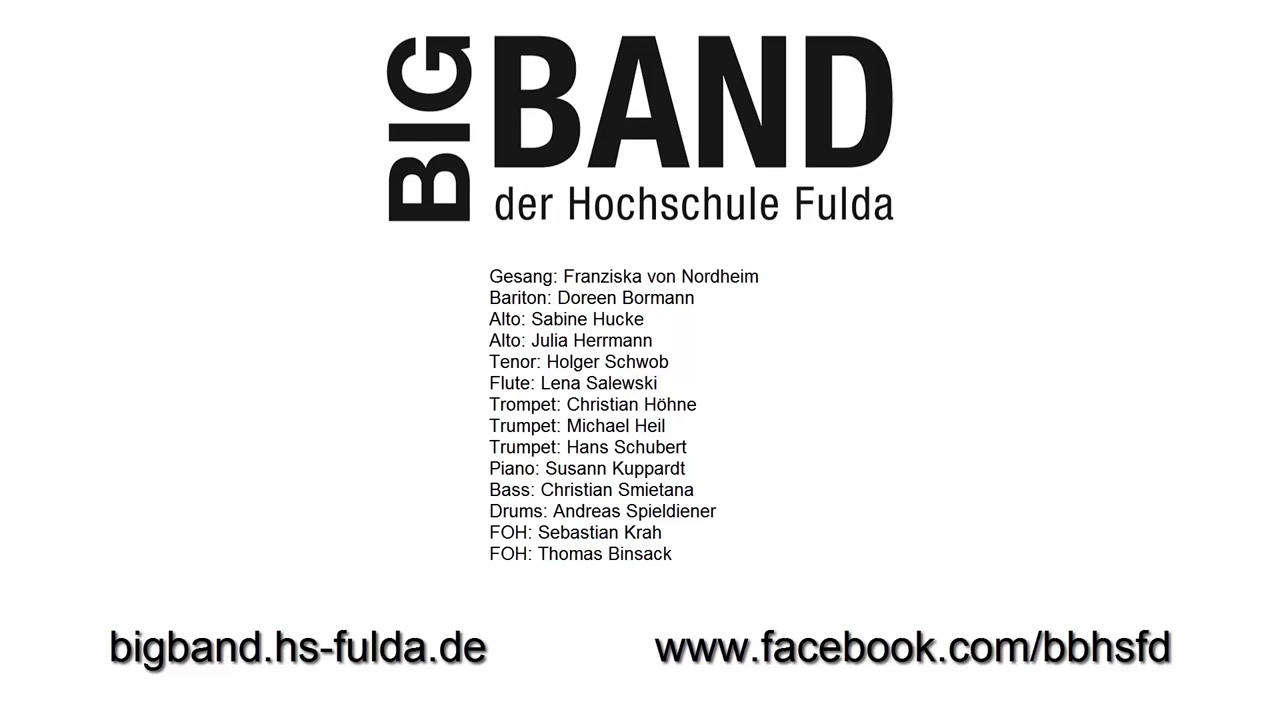 BIG BAND
der Hochschule Fulda
Gesang: Franziska von Nordheim
Bariton: Doreen Bormann
Alto: Sabine Hucke
Alto: Julia Herrmann
Tenor: Holger Schwob
Flute: Lena Salewski
Trompet: Christian Höhne
Trumpet: Michael Heil
Trumpet: Hans Schubert
Piano: Susann Kuppardt
Bass: Christian Smietana
Drums: Andreas Spieldiener
FOH: Sebastian Krah
FOH: Thomas Binsack
bigband.hs-fulda.de
www.facebook.com/bbhsfd